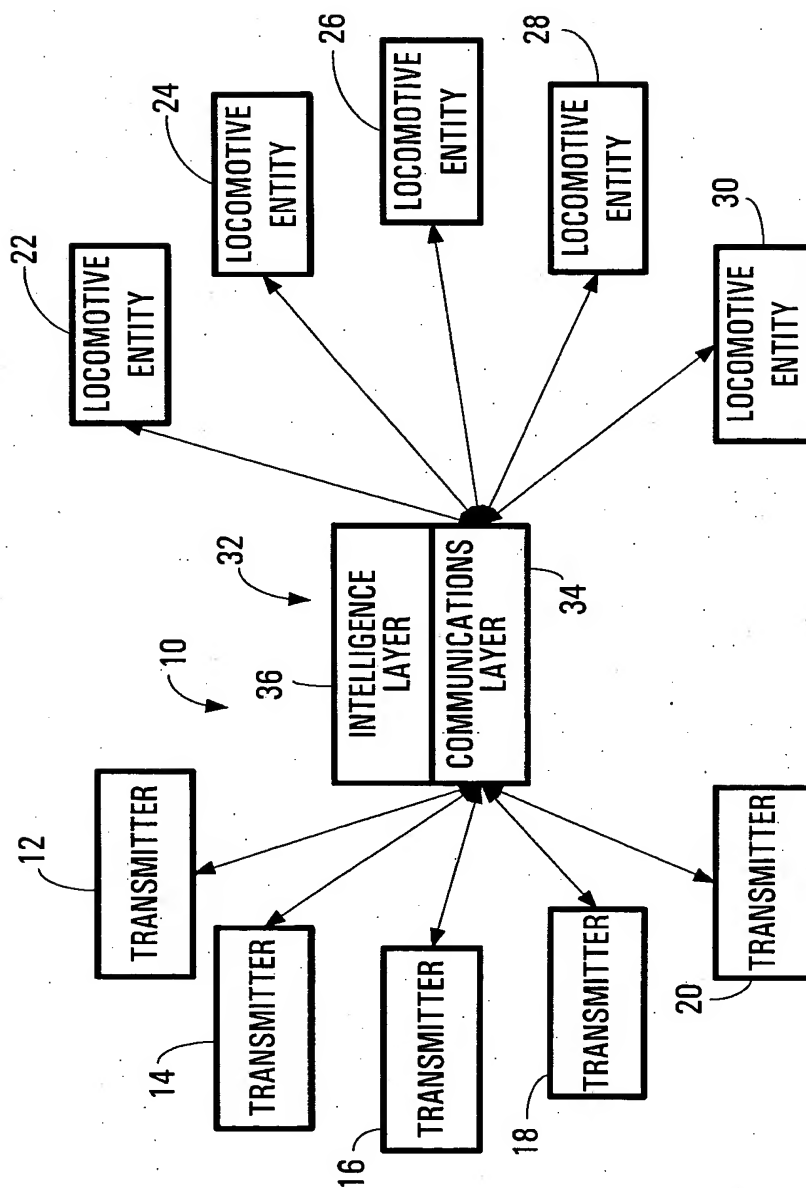 10
32
12
TRANSMITTER
14
TRANSMITTER
16
TRANSMITTER
18
TRANSMITTER
20
TRANSMITTER
36
INTELLIGENCE
LAYER
COMMUNICATIONS
LAYER
34
22
LOCOMOTIVE
ENTITY
24
LOCOMOTIVE
ENTITY
26
LOCOMOTIVE
ENTITY
28
LOCOMOTIVE
ENTITY
30
LOCOMOTIVE
ENTITY